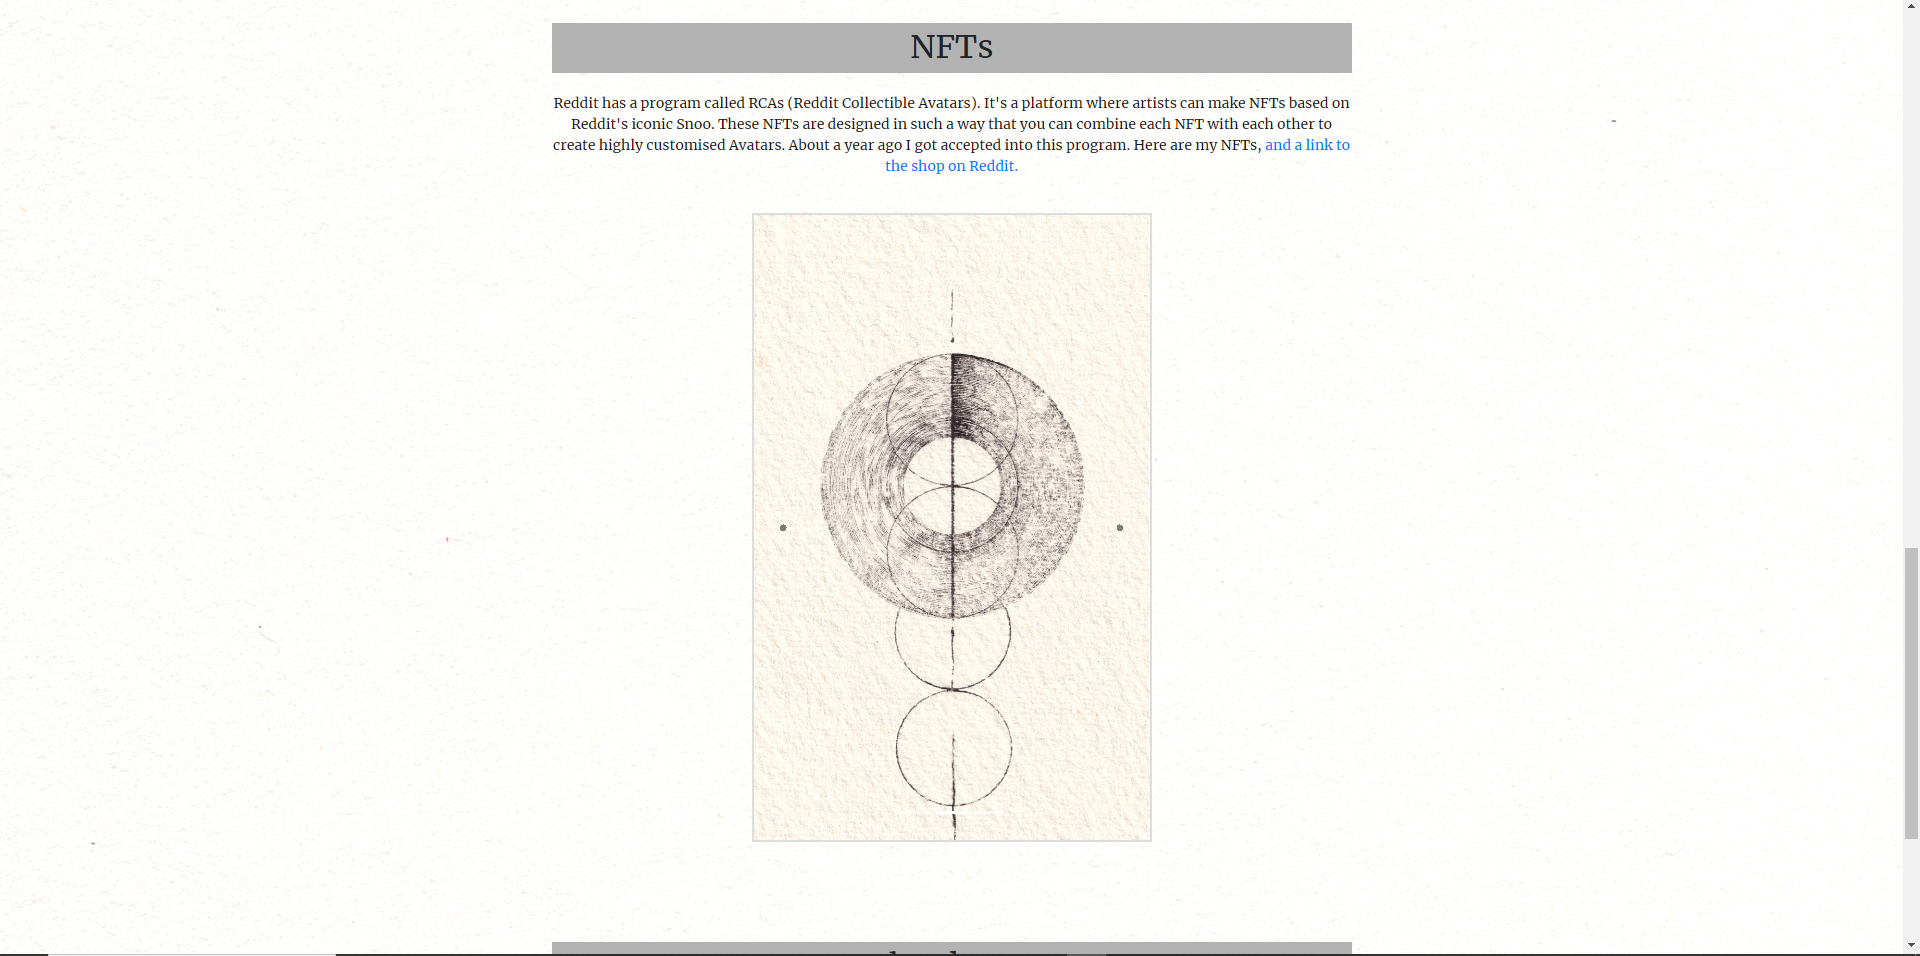 NFTs
Reddit has a program called RCAs (Reddit Collectible Avatars). It's a platform where artists can make NFTs based on
Reddit's iconic Snoo. These NFTs are designed in such a way that you can combine each NFT with each other to
create highly customised Avatars. About a year ago I got accepted into this program. Here are my NFTs, and a link to
the shop on Reddit.